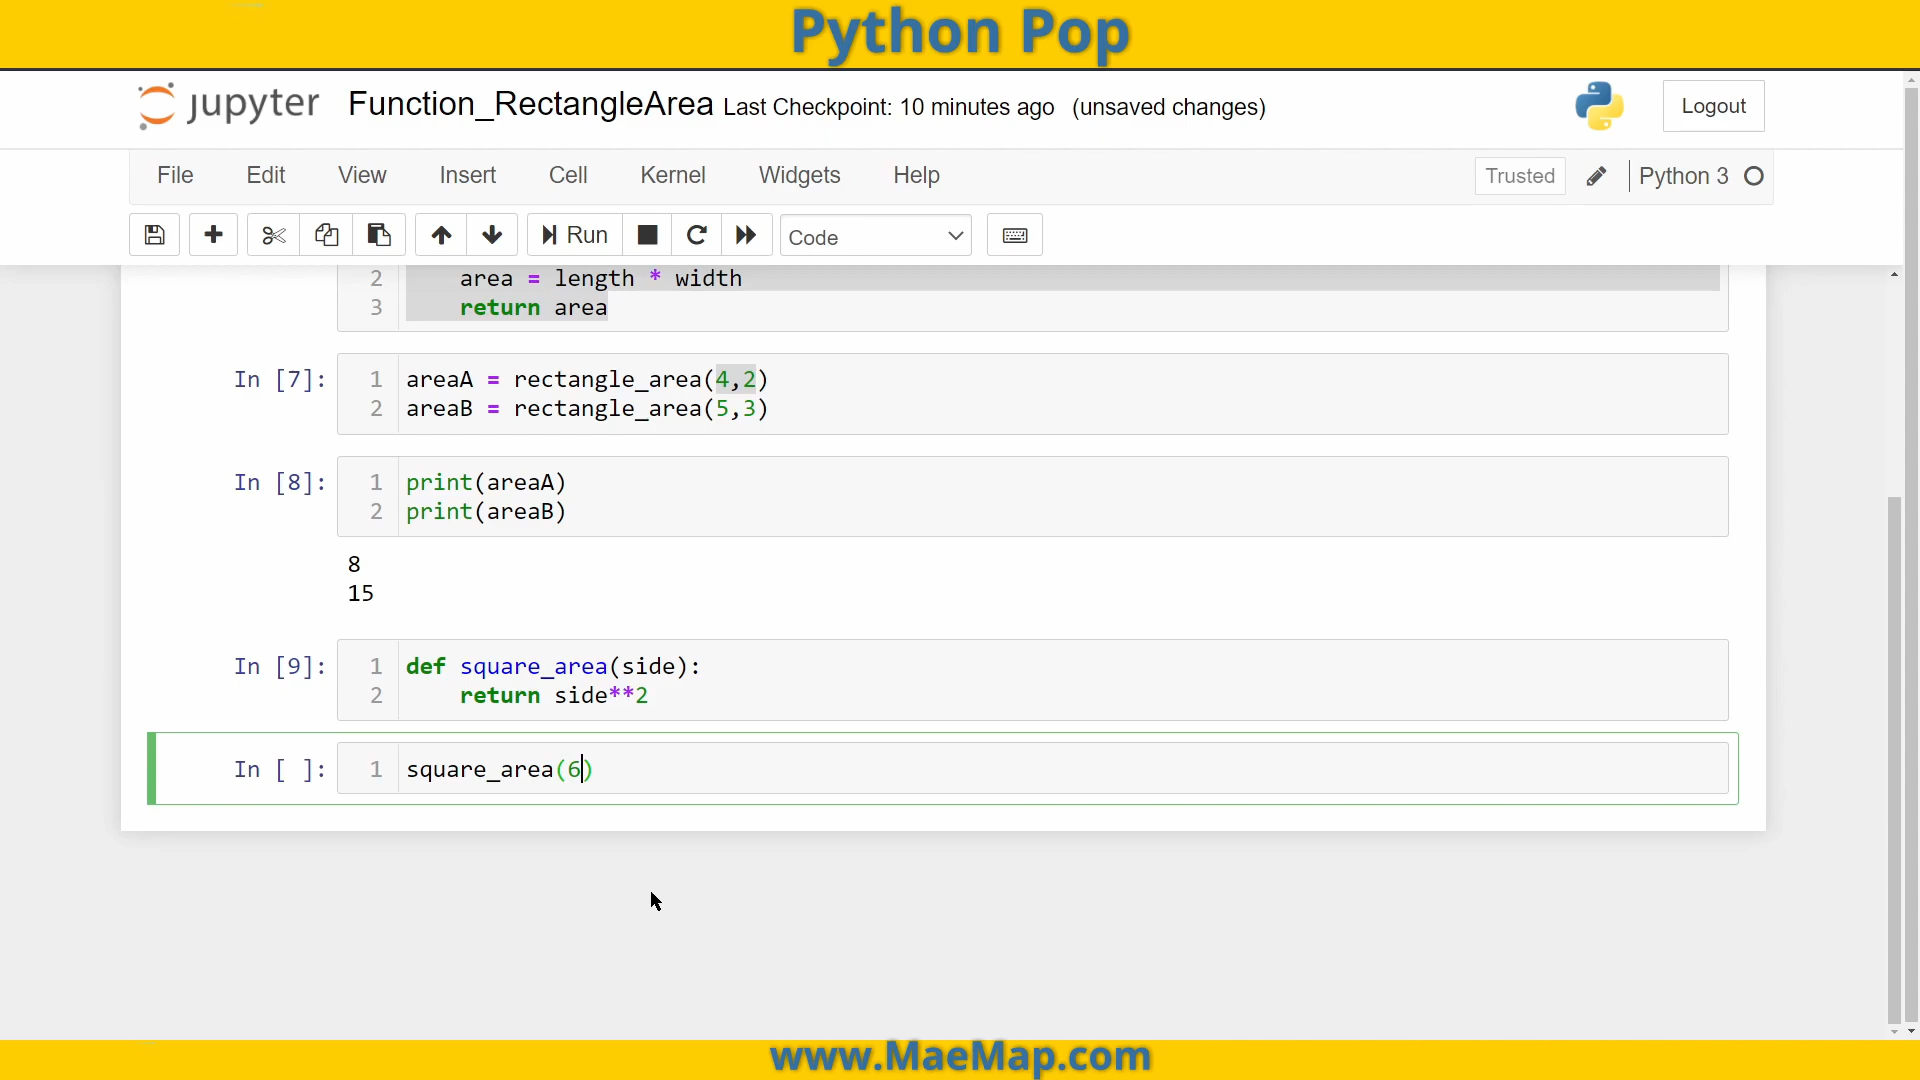 Python Pop
jupyter Function_RectangleArea Last Checkpoint: 10 minutes ago (unsaved changes) Logout
File Edit View Insert Cell Kernel Widgets Help Trusted Python 3
Run Code
2 area = length * width
3 return area
In [7]: 1 areaA = rectangle_area(4,2)
2 areaB = rectangle_area(5,3)
In [8]: 1 print(areaA)
2 print(areaB)
8
15
In [9]: 1 def square_area(side):
2 return side**2
In [ ]: 1 square_area(6)
www.MaeMap.com